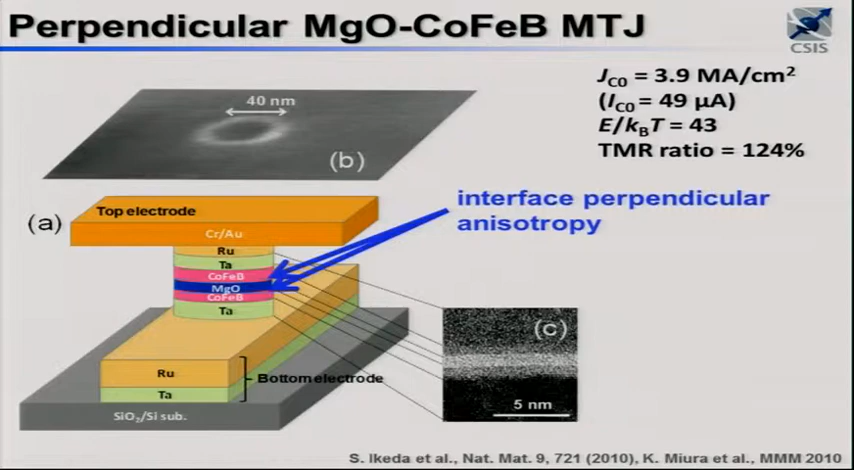 Perpendicular MgO-CoFeB MTJ
CSIS
J_C0 = 3.9 MA/cm²
(I_C0 = 49 μA)
E/k_BT = 43
TMR ratio = 124%
40 nm
(b)
interface perpendicular
anisotropy
(a)
Top electrode
Cr/Au
Ru
Ta
CoFeB
MgO
CoFeB
Ta
(c)
5 nm
Ru
Ta
Bottom electrode
SiO₂/Si sub.
S. Ikeda et al., Nat. Mat. 9, 721 (2010), K. Miura et al., MMM 2010